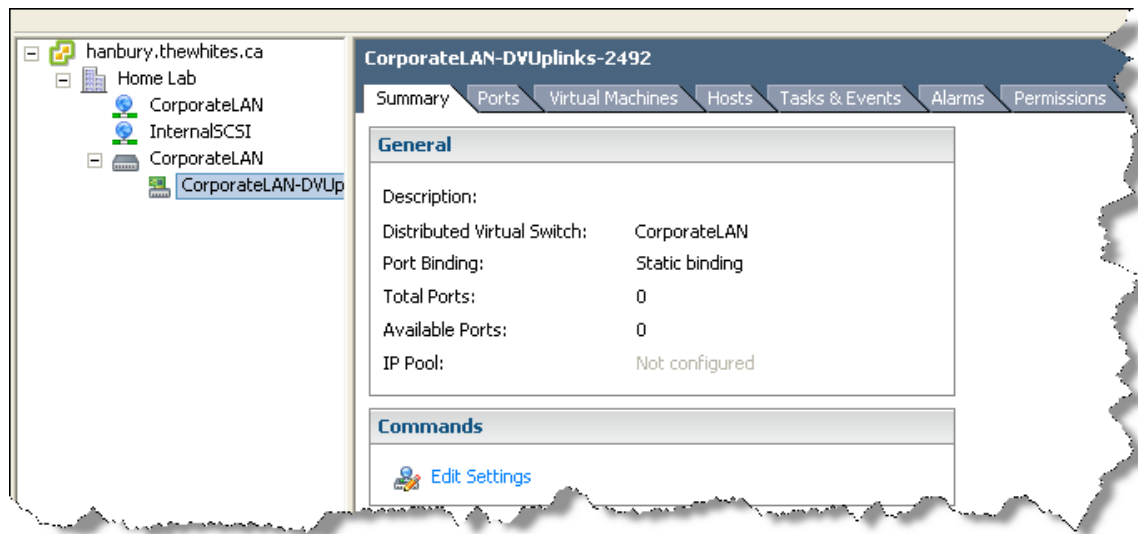 hanbury.thewhites.ca
Home Lab
CorporateLAN
InternalSCSI
CorporateLAN
CorporateLAN-DVUp
CorporateLAN-DVUplinks-2492
Summary Ports Virtual Machines Hosts Tasks & Events Alarms Permissions
General
Description:
Distributed Virtual Switch: CorporateLAN
Port Binding: Static binding
Total Ports: 0
Available Ports: 0
IP Pool: Not configured
Commands
Edit Settings